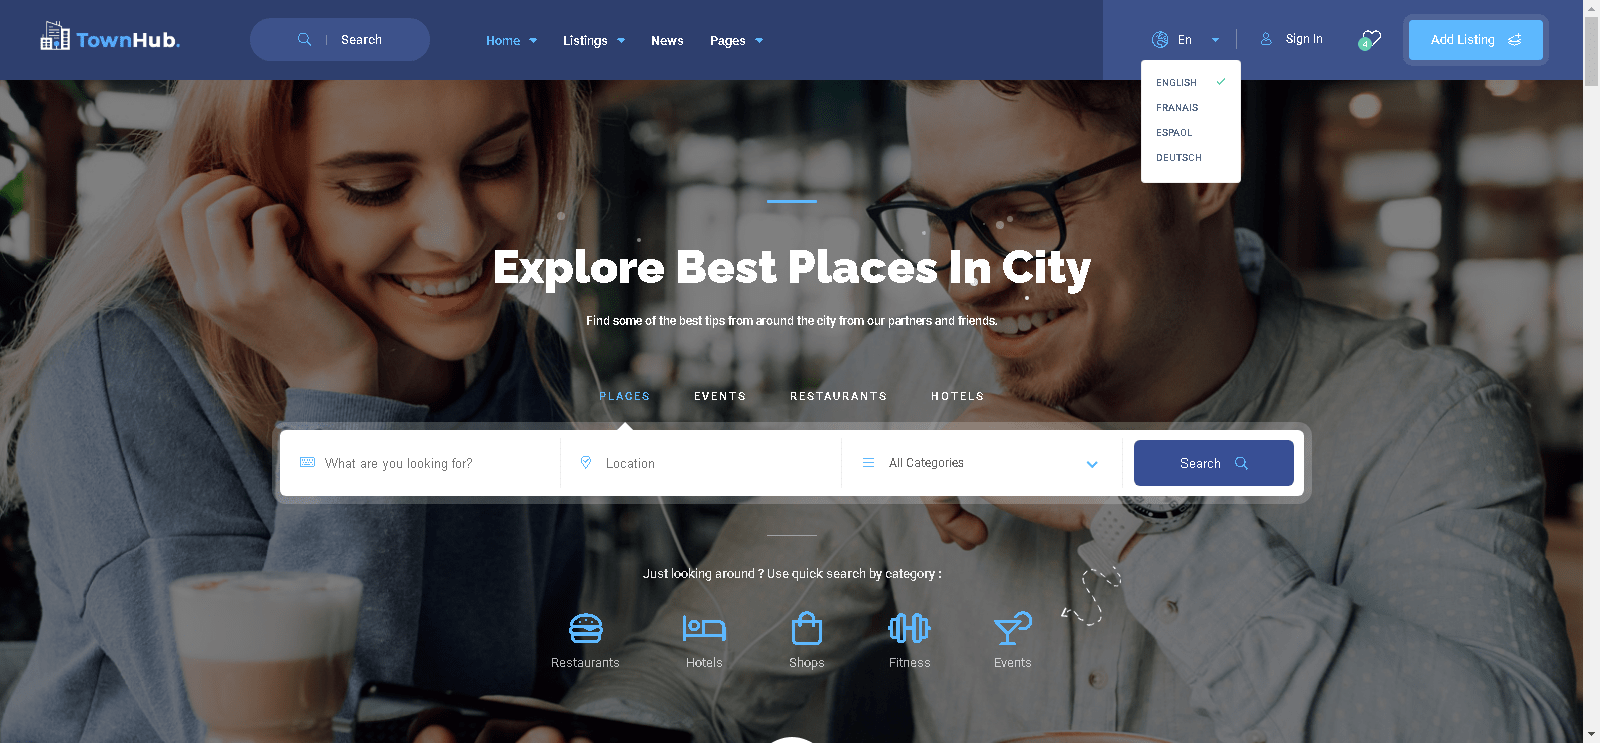 TownHub.
Search
Home
Listings
News
Pages
En
Sign In
4
Add Listing
ENGLISH
FRANAIS
ESPAOL
DEUTSCH
Explore Best Places In City
Find some of the best tips from around the city from our partners and friends.
PLACES
EVENTS
RESTAURANTS
HOTELS
What are you looking for?
Location
All Categories
Search
Just looking around ? Use quick search by category :
Restaurants
Hotels
Shops
Fitness
Events